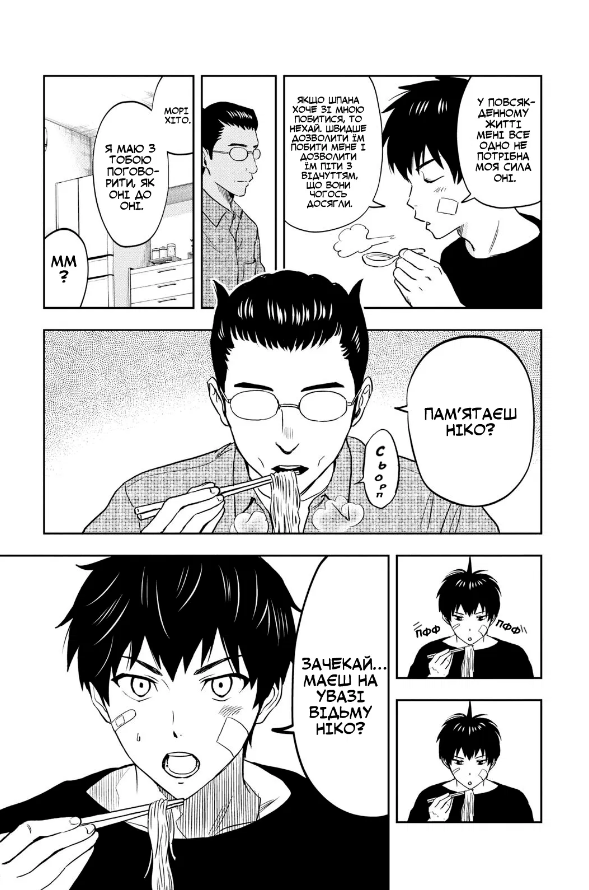 У ПОВСЯК-
ДЕННОМУ
ЖИТТІ
МЕНІ ВСЕ
ОДНО НЕ
ПОТРІБНА
МОЯ СИЛА
ОНІ.
ЯКЩО ШПАНА
ХОЧЕ ЗІ МНОЮ
ПОБИТИСЯ, ТО
НЕХАЙ. ШВИДШЕ
ДОЗВОЛИТИ ЇМ
ПОБИТИ МЕНЕ І
ДОЗВОЛИТИ
ЇМ ПІТИ З
ВІДЧУТТЯМ,
ЩО ВОНИ
ЧОГОСЬ
ДОСЯГЛИ.
МОРІ
ХІТО.
Я МАЮ З
ТОБОЮ
ПОГОВО-
РИТИ, ЯК
ОНІ ДО
ОНІ.
ММ
?
ПАМ'ЯТАЄШ
НІКО?
СЬОРП
ПФФ
ПФФ
ЗАЧЕКАЙ...
МАЄШ НА
УВАЗІ
ВІДЬМУ
НІКО?